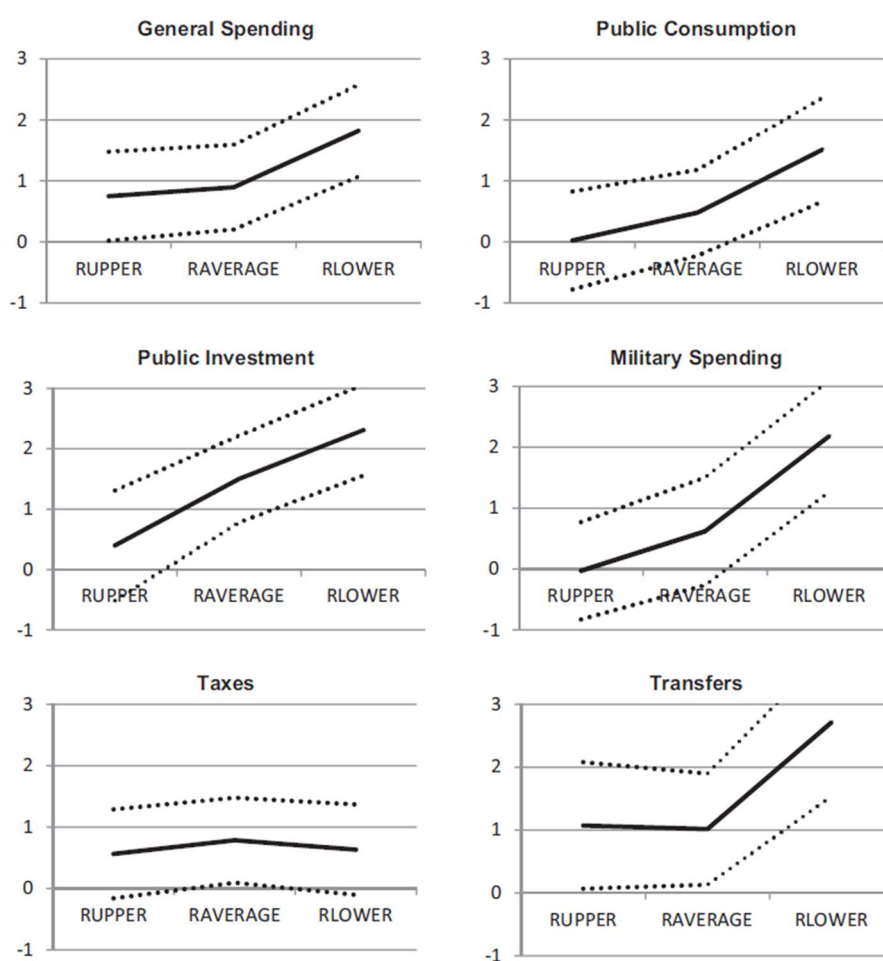 General Spending
3
2
1
0
-1
RUPPER RAVERAGE RLOWER
Public Consumption
3
2
1
0
-1
RUPPER RAVERAGE RLOWER
Public Investment
3
2
1
0
-1
RUPPER RAVERAGE RLOWER
Military Spending
3
2
1
0
-1
RUPPER RAVERAGE RLOWER
Taxes
3
2
1
0
-1
RUPPER RAVERAGE RLOWER
Transfers
3
2
1
0
-1
RUPPER RAVERAGE RLOWER